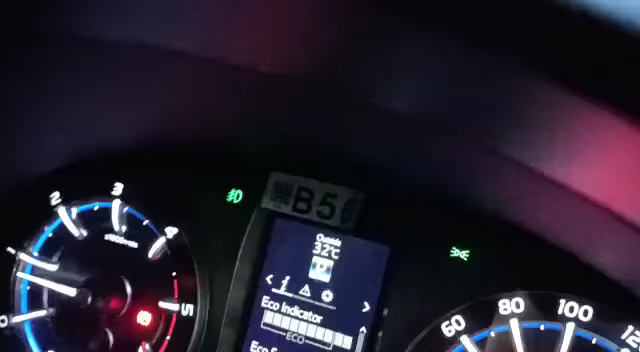 2 3 4
x1000r/min
5
B5
Outside
32°C
i
Eco Indicator
ECO
60 80 100